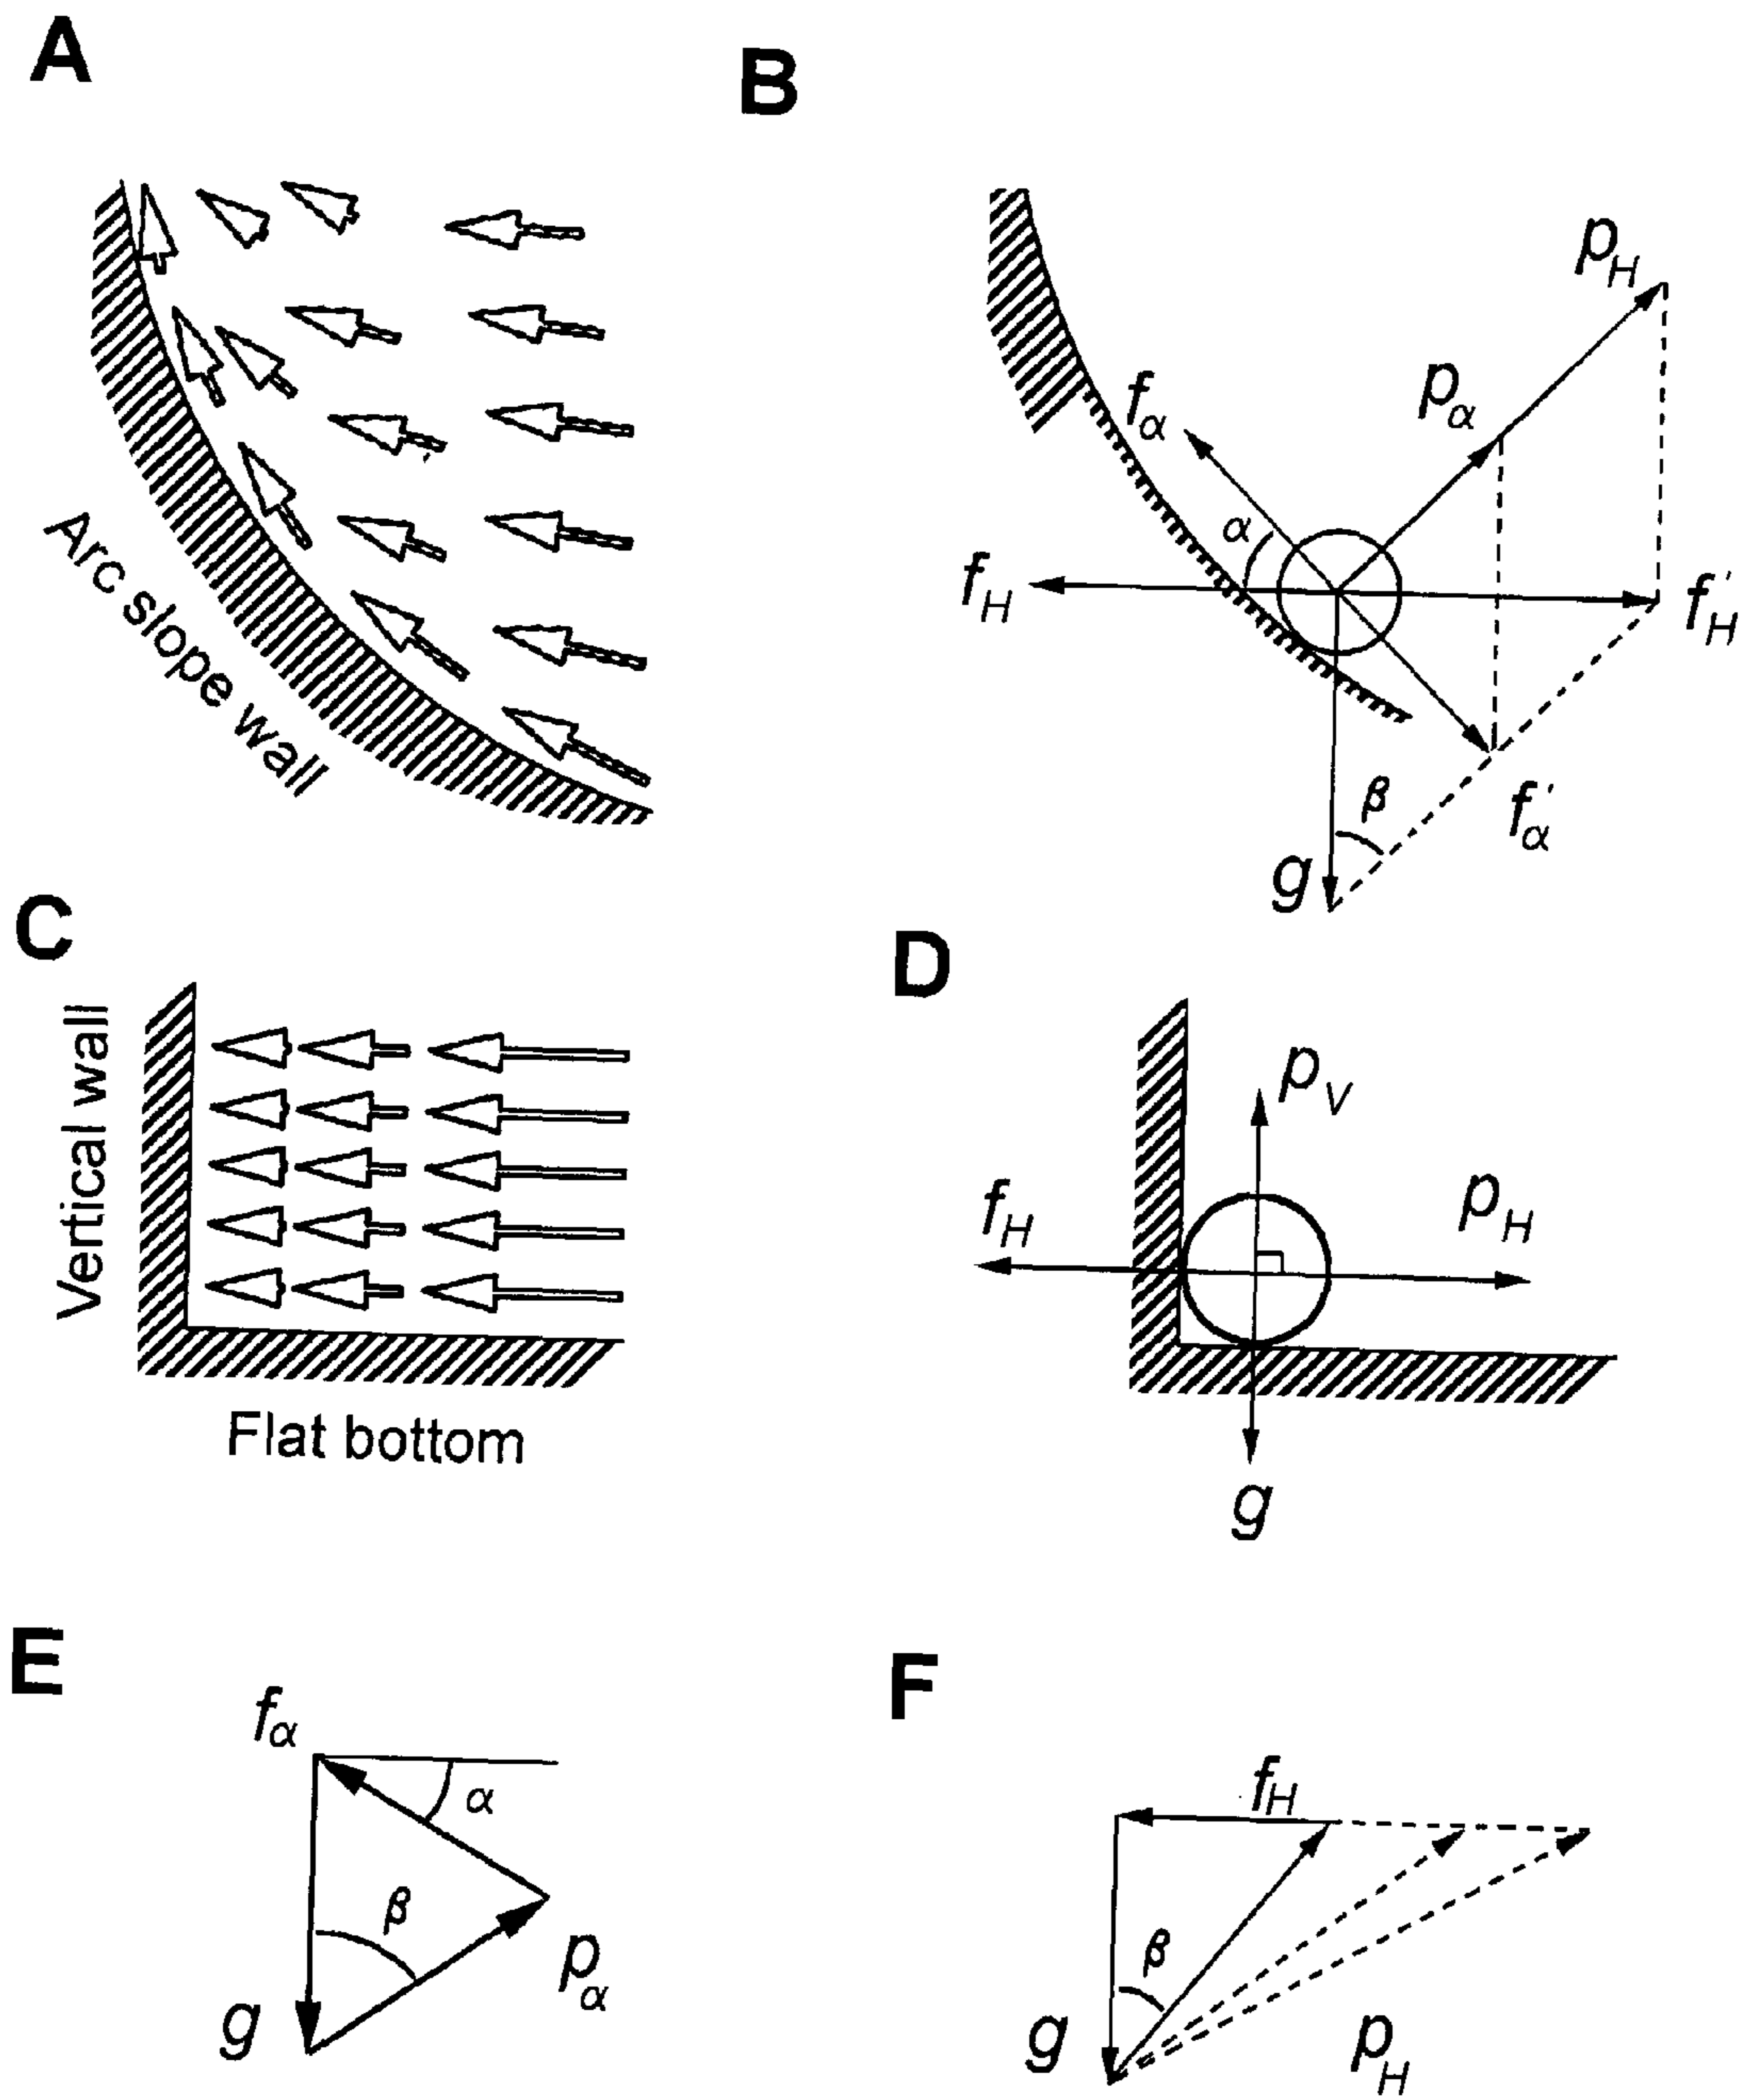 A
B
Arc slope wall
p_H
p_α
f_α
α
f_H
f'_H
β
f'_α
g
C
D
Vertical wall
Flat bottom
p_V
f_H
p_H
g
E
F
f_α
α
β
g
p_α
f_H
β
g
p_H